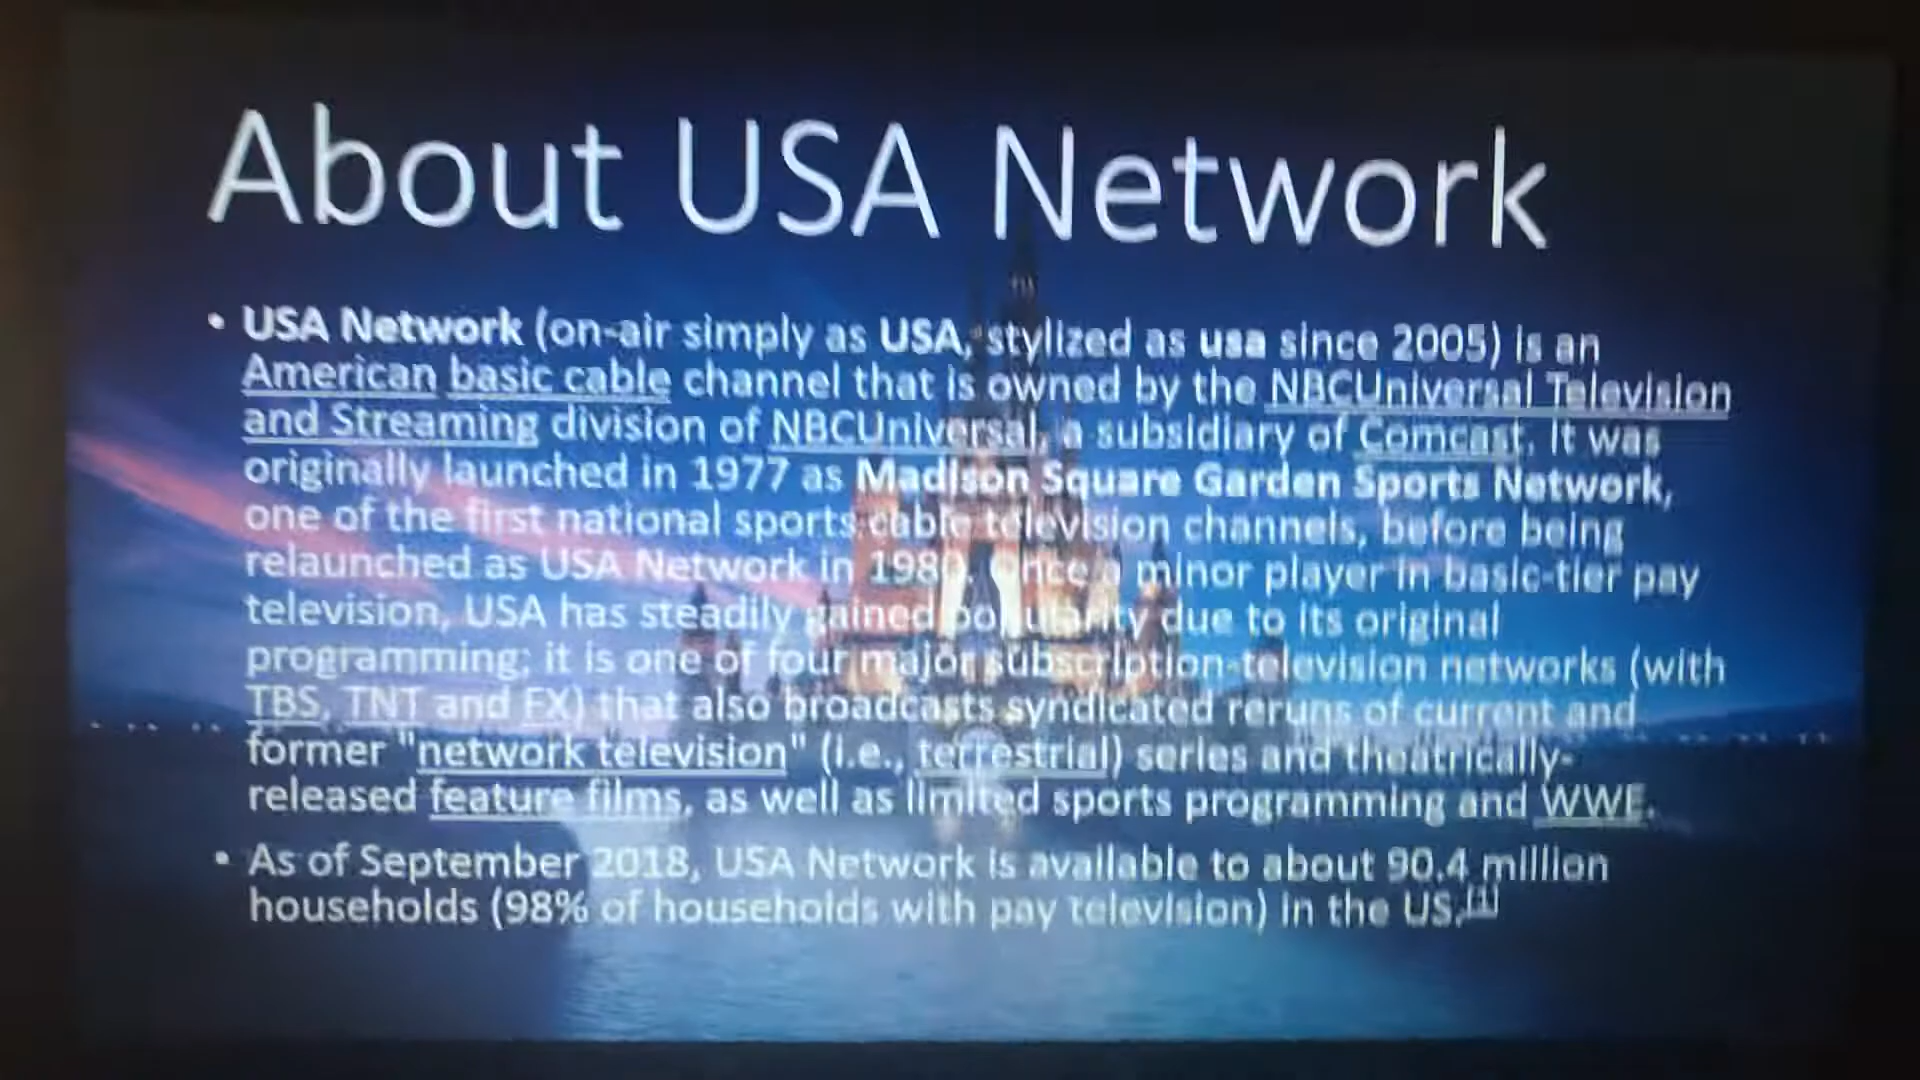 About USA Network
• USA Network (on-air simply as USA, stylized as usa since 2005) is an
American basic cable channel that is owned by the NBCUniversal Television
and Streaming division of NBCUniversal, a subsidiary of Comcast. It was
originally launched in 1977 as Madison Square Garden Sports Network,
one of the first national sports cable television channels, before being
relaunched as USA Network in 1980. Once a minor player in basic-tier pay
television, USA has steadily gained popularity due to its original
programming; it is one of four major subscription-television networks (with
TBS, TNT and FX) that also broadcasts syndicated reruns of current and
former "network television" (i.e., terrestrial) series and theatrically-
released feature films, as well as limited sports programming and WWE.
• As of September 2018, USA Network is available to about 90.4 million
households (98% of households with pay television) in the US.[1]